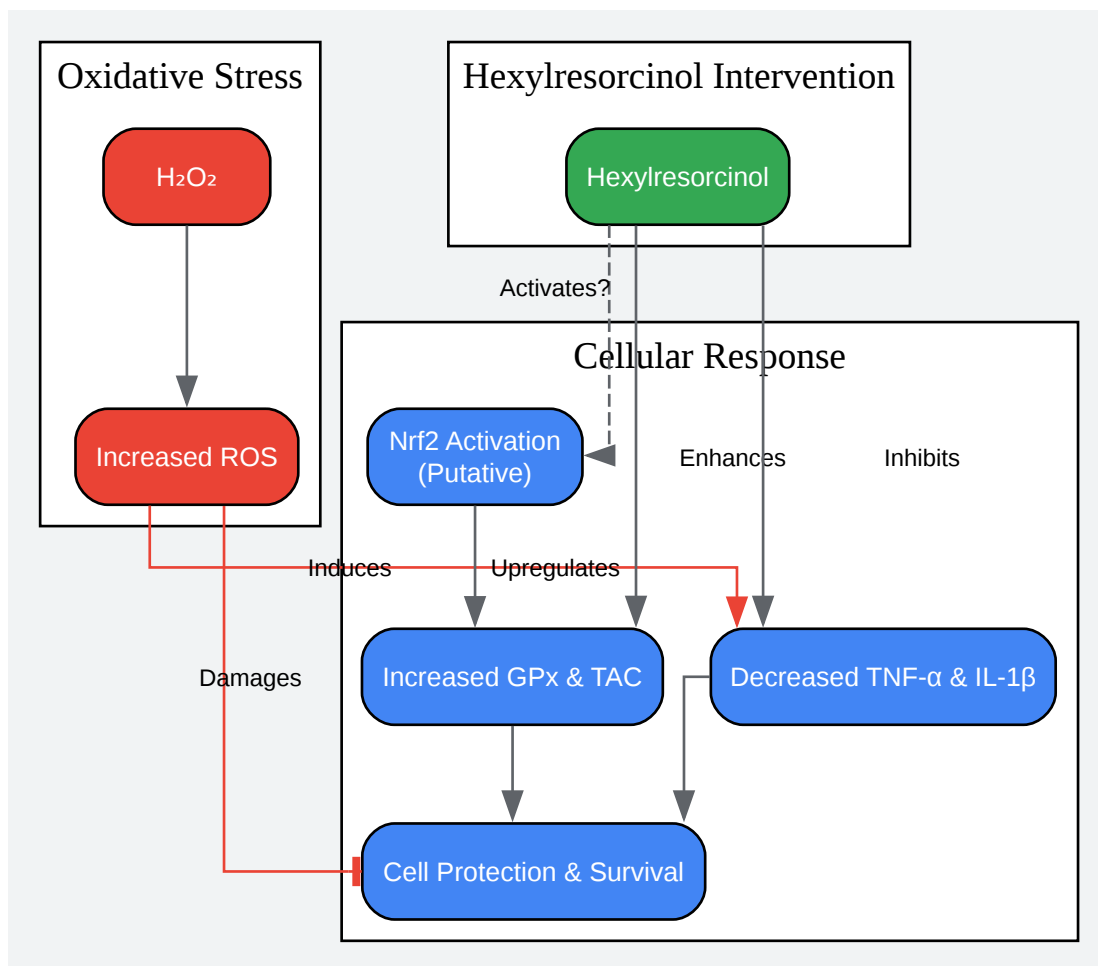 Oxidative Stress
Hexylresorcinol Intervention
H₂O₂
Hexylresorcinol
Activates?
Cellular Response
Increased ROS
Nrf2 Activation
(Putative)
Enhances
Inhibits
Induces
Upregulates
Damages
Increased GPx & TAC
Decreased TNF-α & IL-1β
Cell Protection & Survival